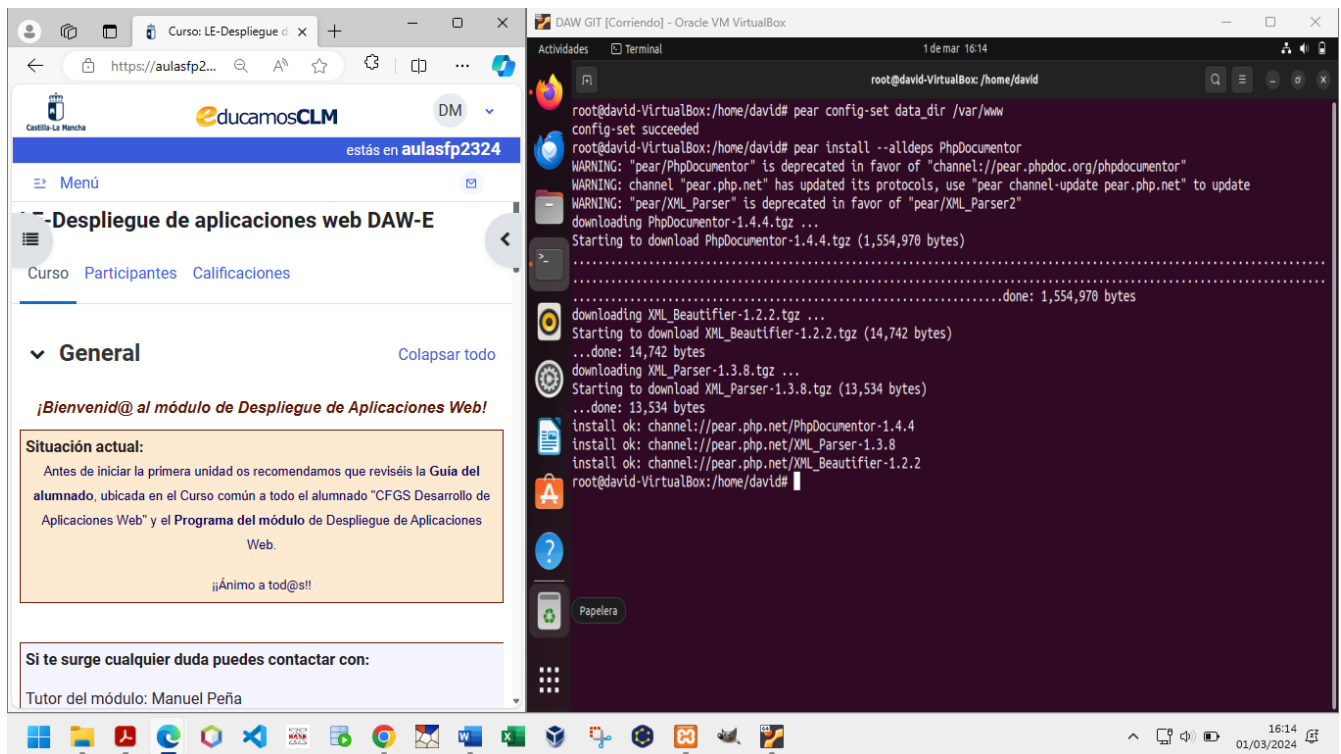 Curso: LE-Despliegue d
https://aulasfp2...
Castilla-La Mancha
educamosCLM
DM
estás en aulasfp2324
Menú
LE-Despliegue de aplicaciones web DAW-E
Curso Participantes Calificaciones
General
Colapsar todo
¡Bienvenid@ al módulo de Despliegue de Aplicaciones Web!
Situación actual:
Antes de iniciar la primera unidad os recomendamos que reviséis la Guía del
alumnado, ubicada en el Curso común a todo el alumnado "CFGS Desarrollo de
Aplicaciones Web" y el Programa del módulo de Despliegue de Aplicaciones
Web.
¡¡Ánimo a tod@s!!
Si te surge cualquier duda puedes contactar con:
Tutor del módulo: Manuel Peña
DAW GIT [Corriendo] - Oracle VM VirtualBox
Actividades Terminal 1 de mar 16:14
root@david-VirtualBox: /home/david
root@david-VirtualBox:/home/david# pear config-set data_dir /var/www
config-set succeeded
root@david-VirtualBox:/home/david# pear install --alldeps PhpDocumentor
WARNING: "pear/PhpDocumentor" is deprecated in favor of "channel://pear.phpdoc.org/phpdocumentor"
WARNING: channel "pear.php.net" has updated its protocols, use "pear channel-update pear.php.net" to update
WARNING: "pear/XML_Parser" is deprecated in favor of "pear/XML_Parser2"
downloading PhpDocumentor-1.4.4.tgz ...
Starting to download PhpDocumentor-1.4.4.tgz (1,554,970 bytes)
......................................................................................................................
......................................................................................................................
...................................................................done: 1,554,970 bytes
downloading XML_Beautifier-1.2.2.tgz ...
Starting to download XML_Beautifier-1.2.2.tgz (14,742 bytes)
...done: 14,742 bytes
downloading XML_Parser-1.3.8.tgz ...
Starting to download XML_Parser-1.3.8.tgz (13,534 bytes)
...done: 13,534 bytes
install ok: channel://pear.php.net/PhpDocumentor-1.4.4
install ok: channel://pear.php.net/XML_Parser-1.3.8
install ok: channel://pear.php.net/XML_Beautifier-1.2.2
root@david-VirtualBox:/home/david#
Papelera
16:14
01/03/2024